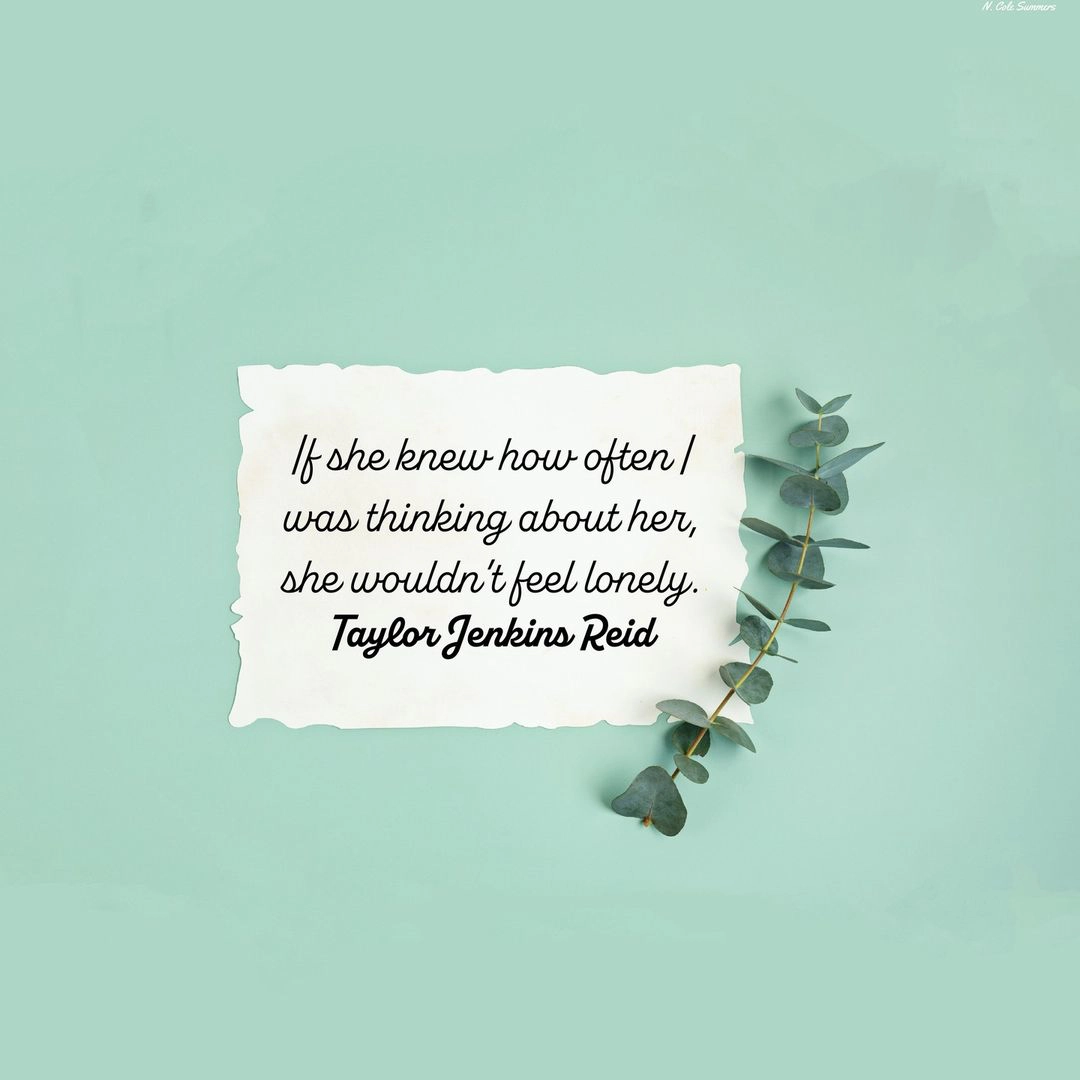 N. Cole Summers
If she knew how often I
was thinking about her,
she wouldn't feel lonely.
Taylor Jenkins Reid